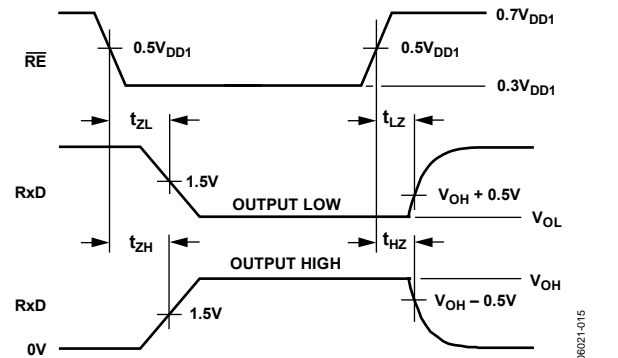 0.7VDD1
RE
0.5VDD1
0.5VDD1
0.3VDD1
tZL
tLZ
RxD
1.5V
OUTPUT LOW
VOH + 0.5V
VOL
tZH
tHZ
OUTPUT HIGH
VOH
RxD
1.5V
VOH – 0.5V
0V
06021-015